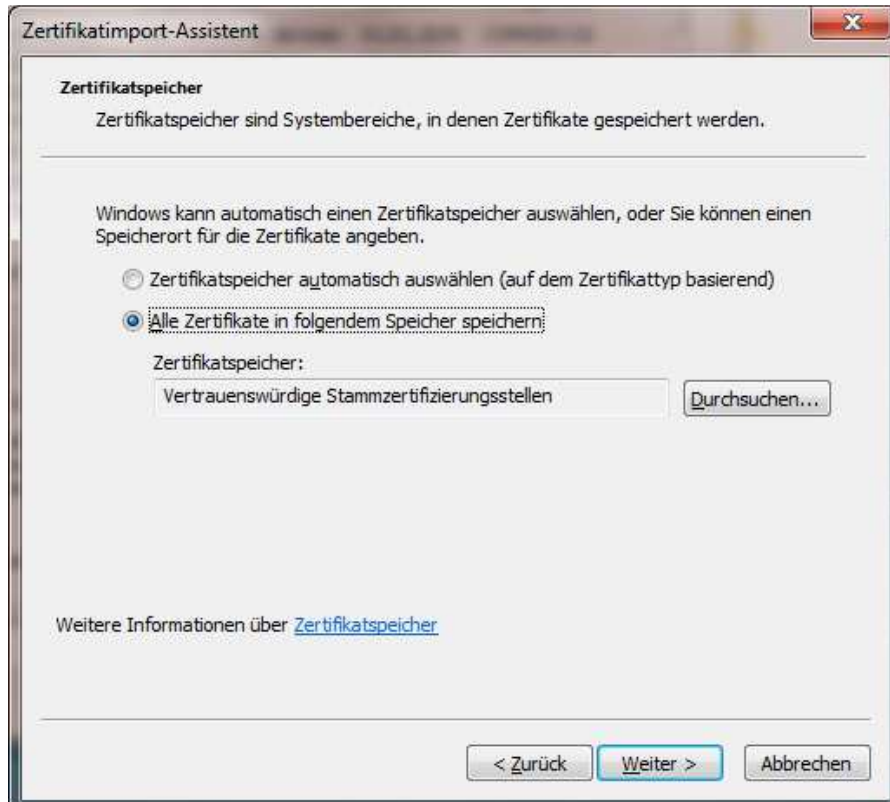 Zertifikatimport-Assistent
Zertifikatspeicher
Zertifikatspeicher sind Systembereiche, in denen Zertifikate gespeichert werden.
Windows kann automatisch einen Zertifikatspeicher auswählen, oder Sie können einen
Speicherort für die Zertifikate angeben.
Zertifikatspeicher automatisch auswählen (auf dem Zertifikattyp basierend)
Alle Zertifikate in folgendem Speicher speichern
Zertifikatspeicher:
Vertrauenswürdige Stammzertifizierungsstellen
Durchsuchen...
Weitere Informationen über Zertifikatspeicher
< Zurück
Weiter >
Abbrechen